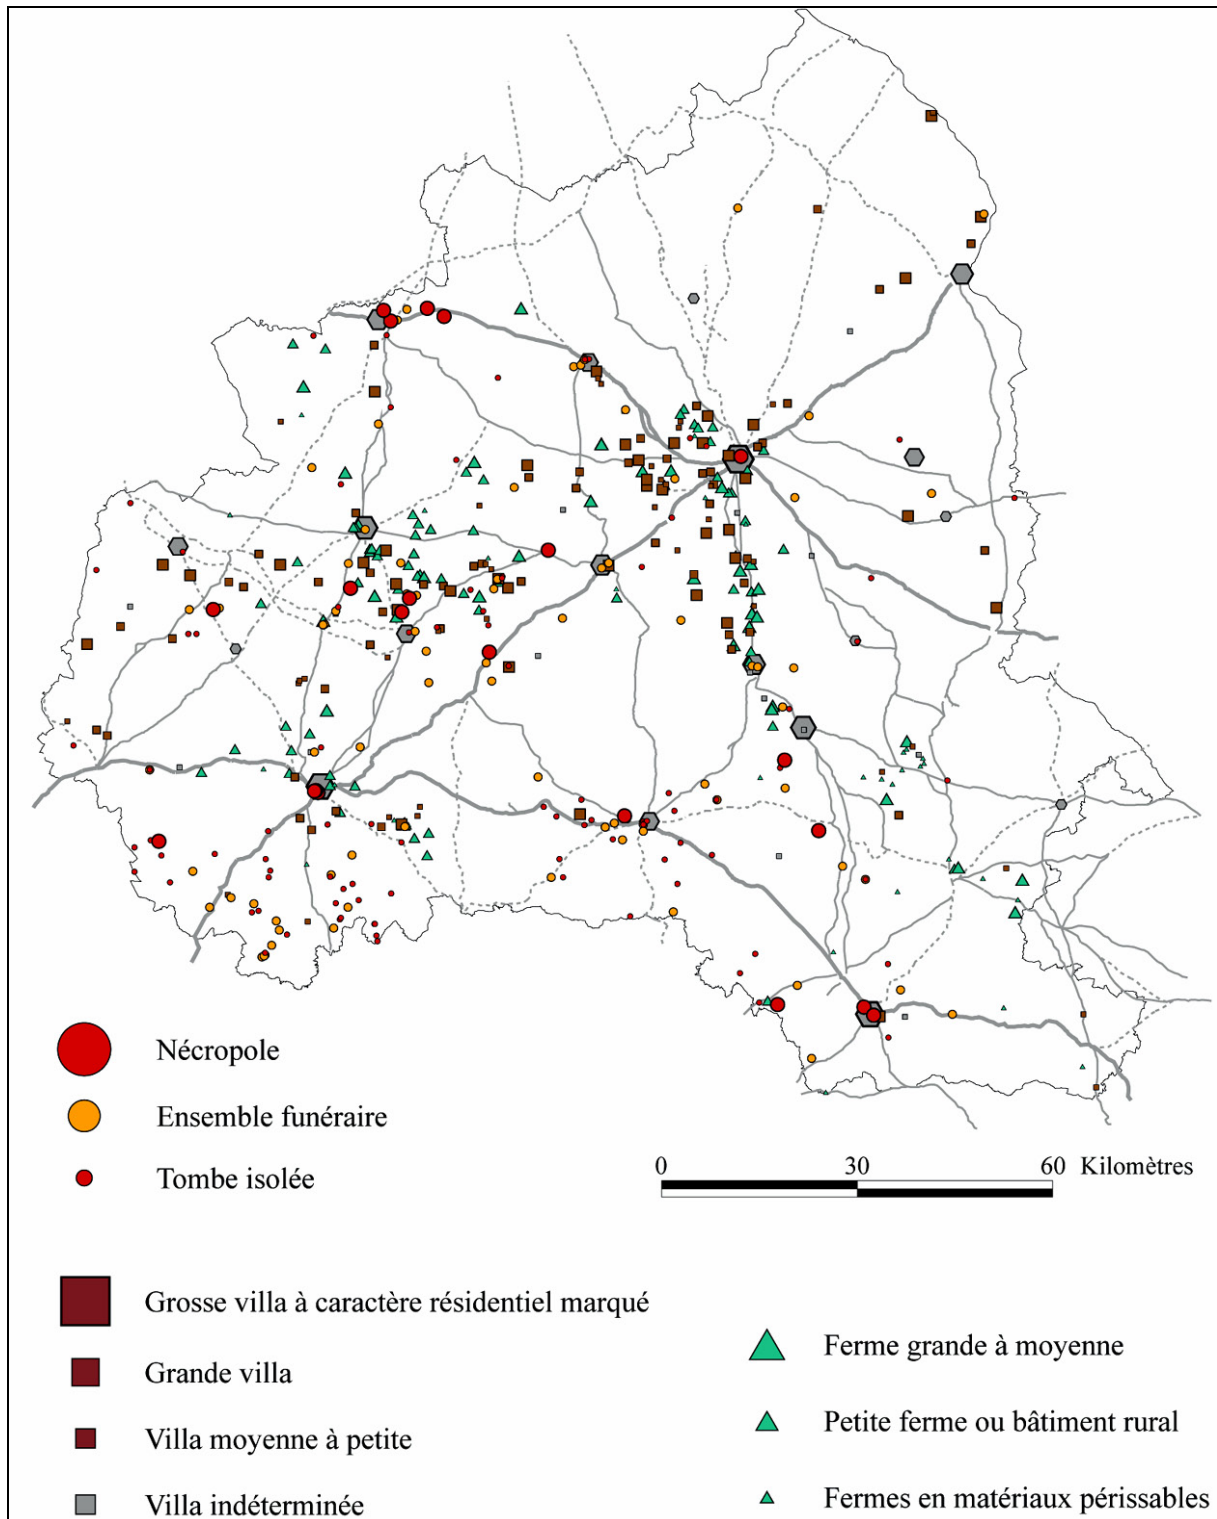 Nécropole
Ensemble funéraire
Tombe isolée
0 30 60 Kilomètres
Grosse villa à caractère résidentiel marqué
Grande villa
Villa moyenne à petite
Villa indéterminée
Ferme grande à moyenne
Petite ferme ou bâtiment rural
Fermes en matériaux périssables